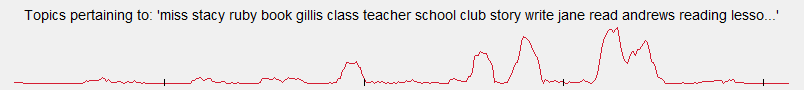 Topics pertaining to: 'miss stacy ruby book gillis class teacher school club story write jane read andrews reading lesso...'